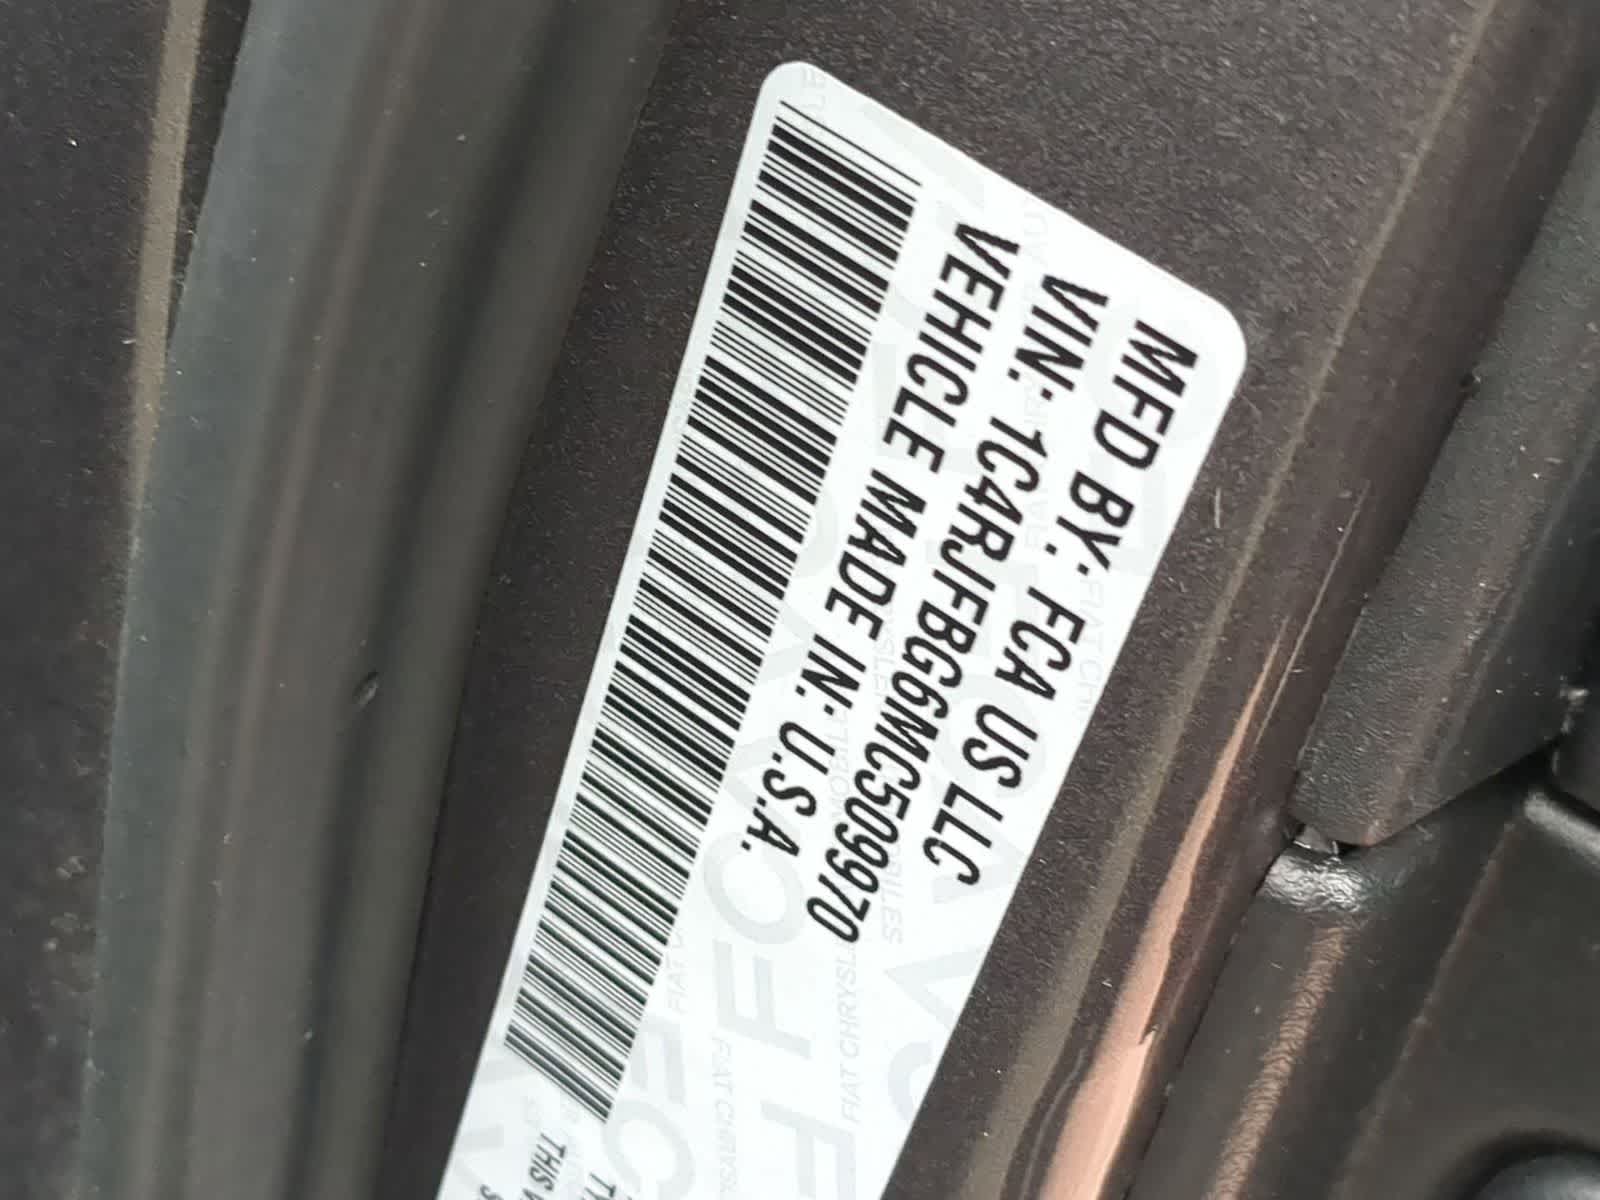 MFD BY: FCA US LLC
VIN: 1C4RJFBG6MC509970
VEHICLE MADE IN: U.S.A.